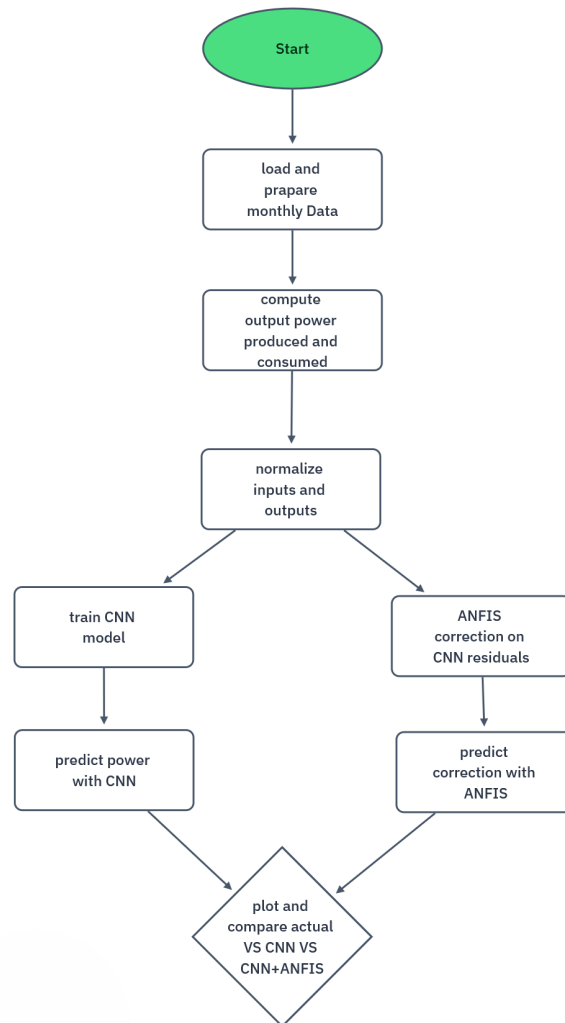 Start
load and
prapare
monthly Data
compute
output power
produced and
consumed
normalize
inputs and
outputs
train CNN
model
ANFIS
correction on
CNN residuals
predict power
with CNN
predict
correction with
ANFIS
plot and
compare actual
VS CNN VS
CNN+ANFIS